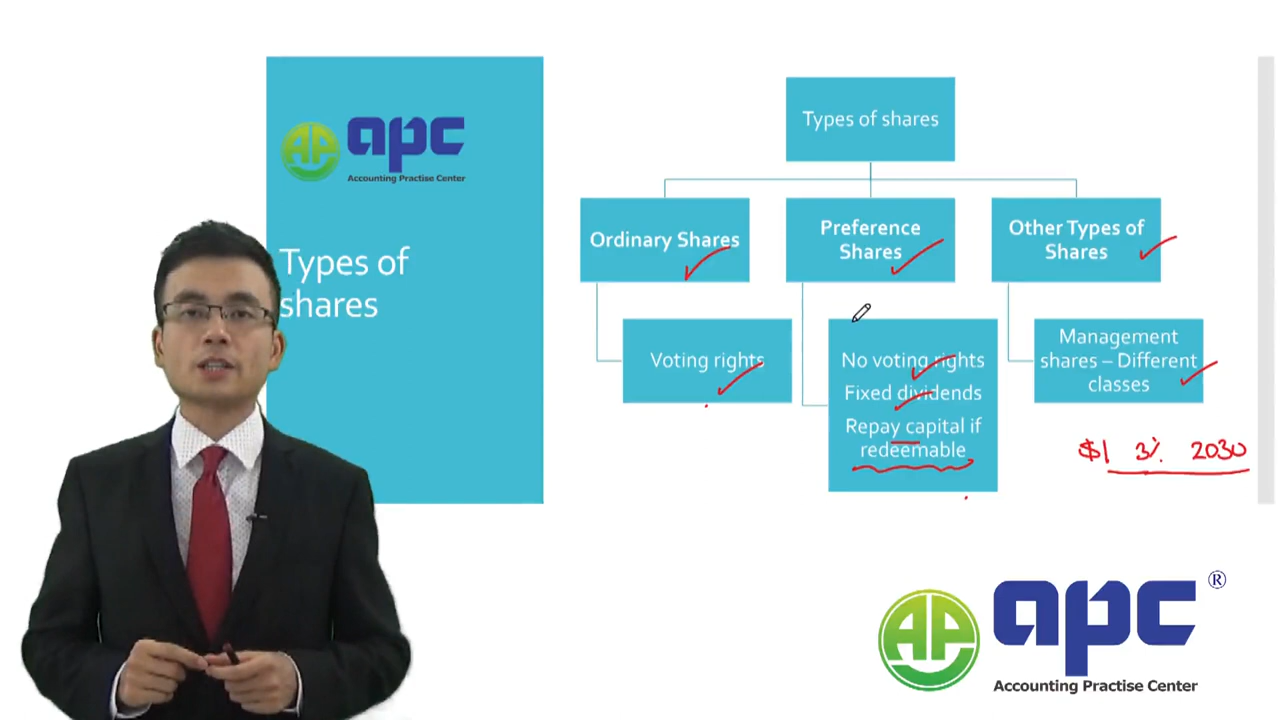 apc
Accounting Practise Center
Types of
shares
Types of shares
Ordinary Shares
Preference
Shares
Other Types of
Shares
Voting rights
No voting rights
Fixed dividends
Repay capital if
redeemable
Management
shares – Different
classes
$1 3% 2030
AP
apc ®
Accounting Practise Center